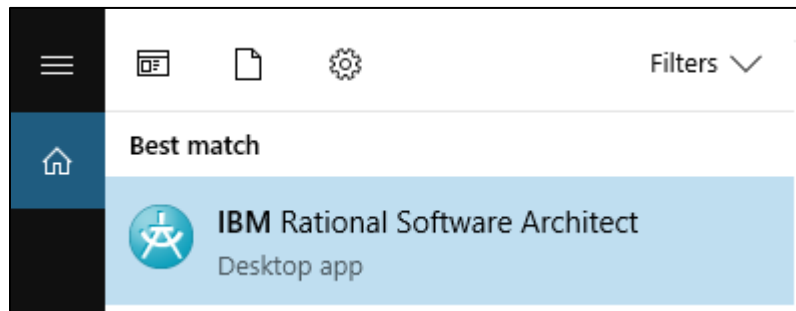 Filters
Best match
IBM Rational Software Architect
Desktop app